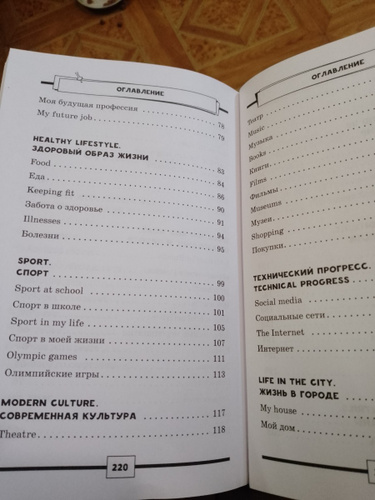 ОГЛАВЛЕНИЕ
Моя будущая профессия 78
My future job 79
HEALTHY LIFESTYLE.
ЗДОРОВЫЙ ОБРАЗ ЖИЗНИ 83
Food 84
Еда 86
Keeping fit 90
Забота о здоровье 91
Illnesses 94
Болезни 95
SPORT.
СПОРТ 99
Sport at school 100
Спорт в школе 101
Sport in my life 105
Спорт в моей жизни 107
Olympic games 111
Олимпийские игры 113
MODERN CULTURE.
СОВРЕМЕННАЯ КУЛЬТУРА 117
Theatre 118
220
ОГЛАВЛЕНИЕ
Театр
Music
Музыка
Books
Книги
Films
Фильмы
Museums
Музеи
Shopping
Покупки
ТЕХНИЧЕСКИЙ ПРОГРЕСС.
TECHNICAL PROGRESS
Social media
Социальные сети
The Internet
Интернет
LIFE IN THE CITY.
ЖИЗНЬ В ГОРОДЕ
My house
Мой дом